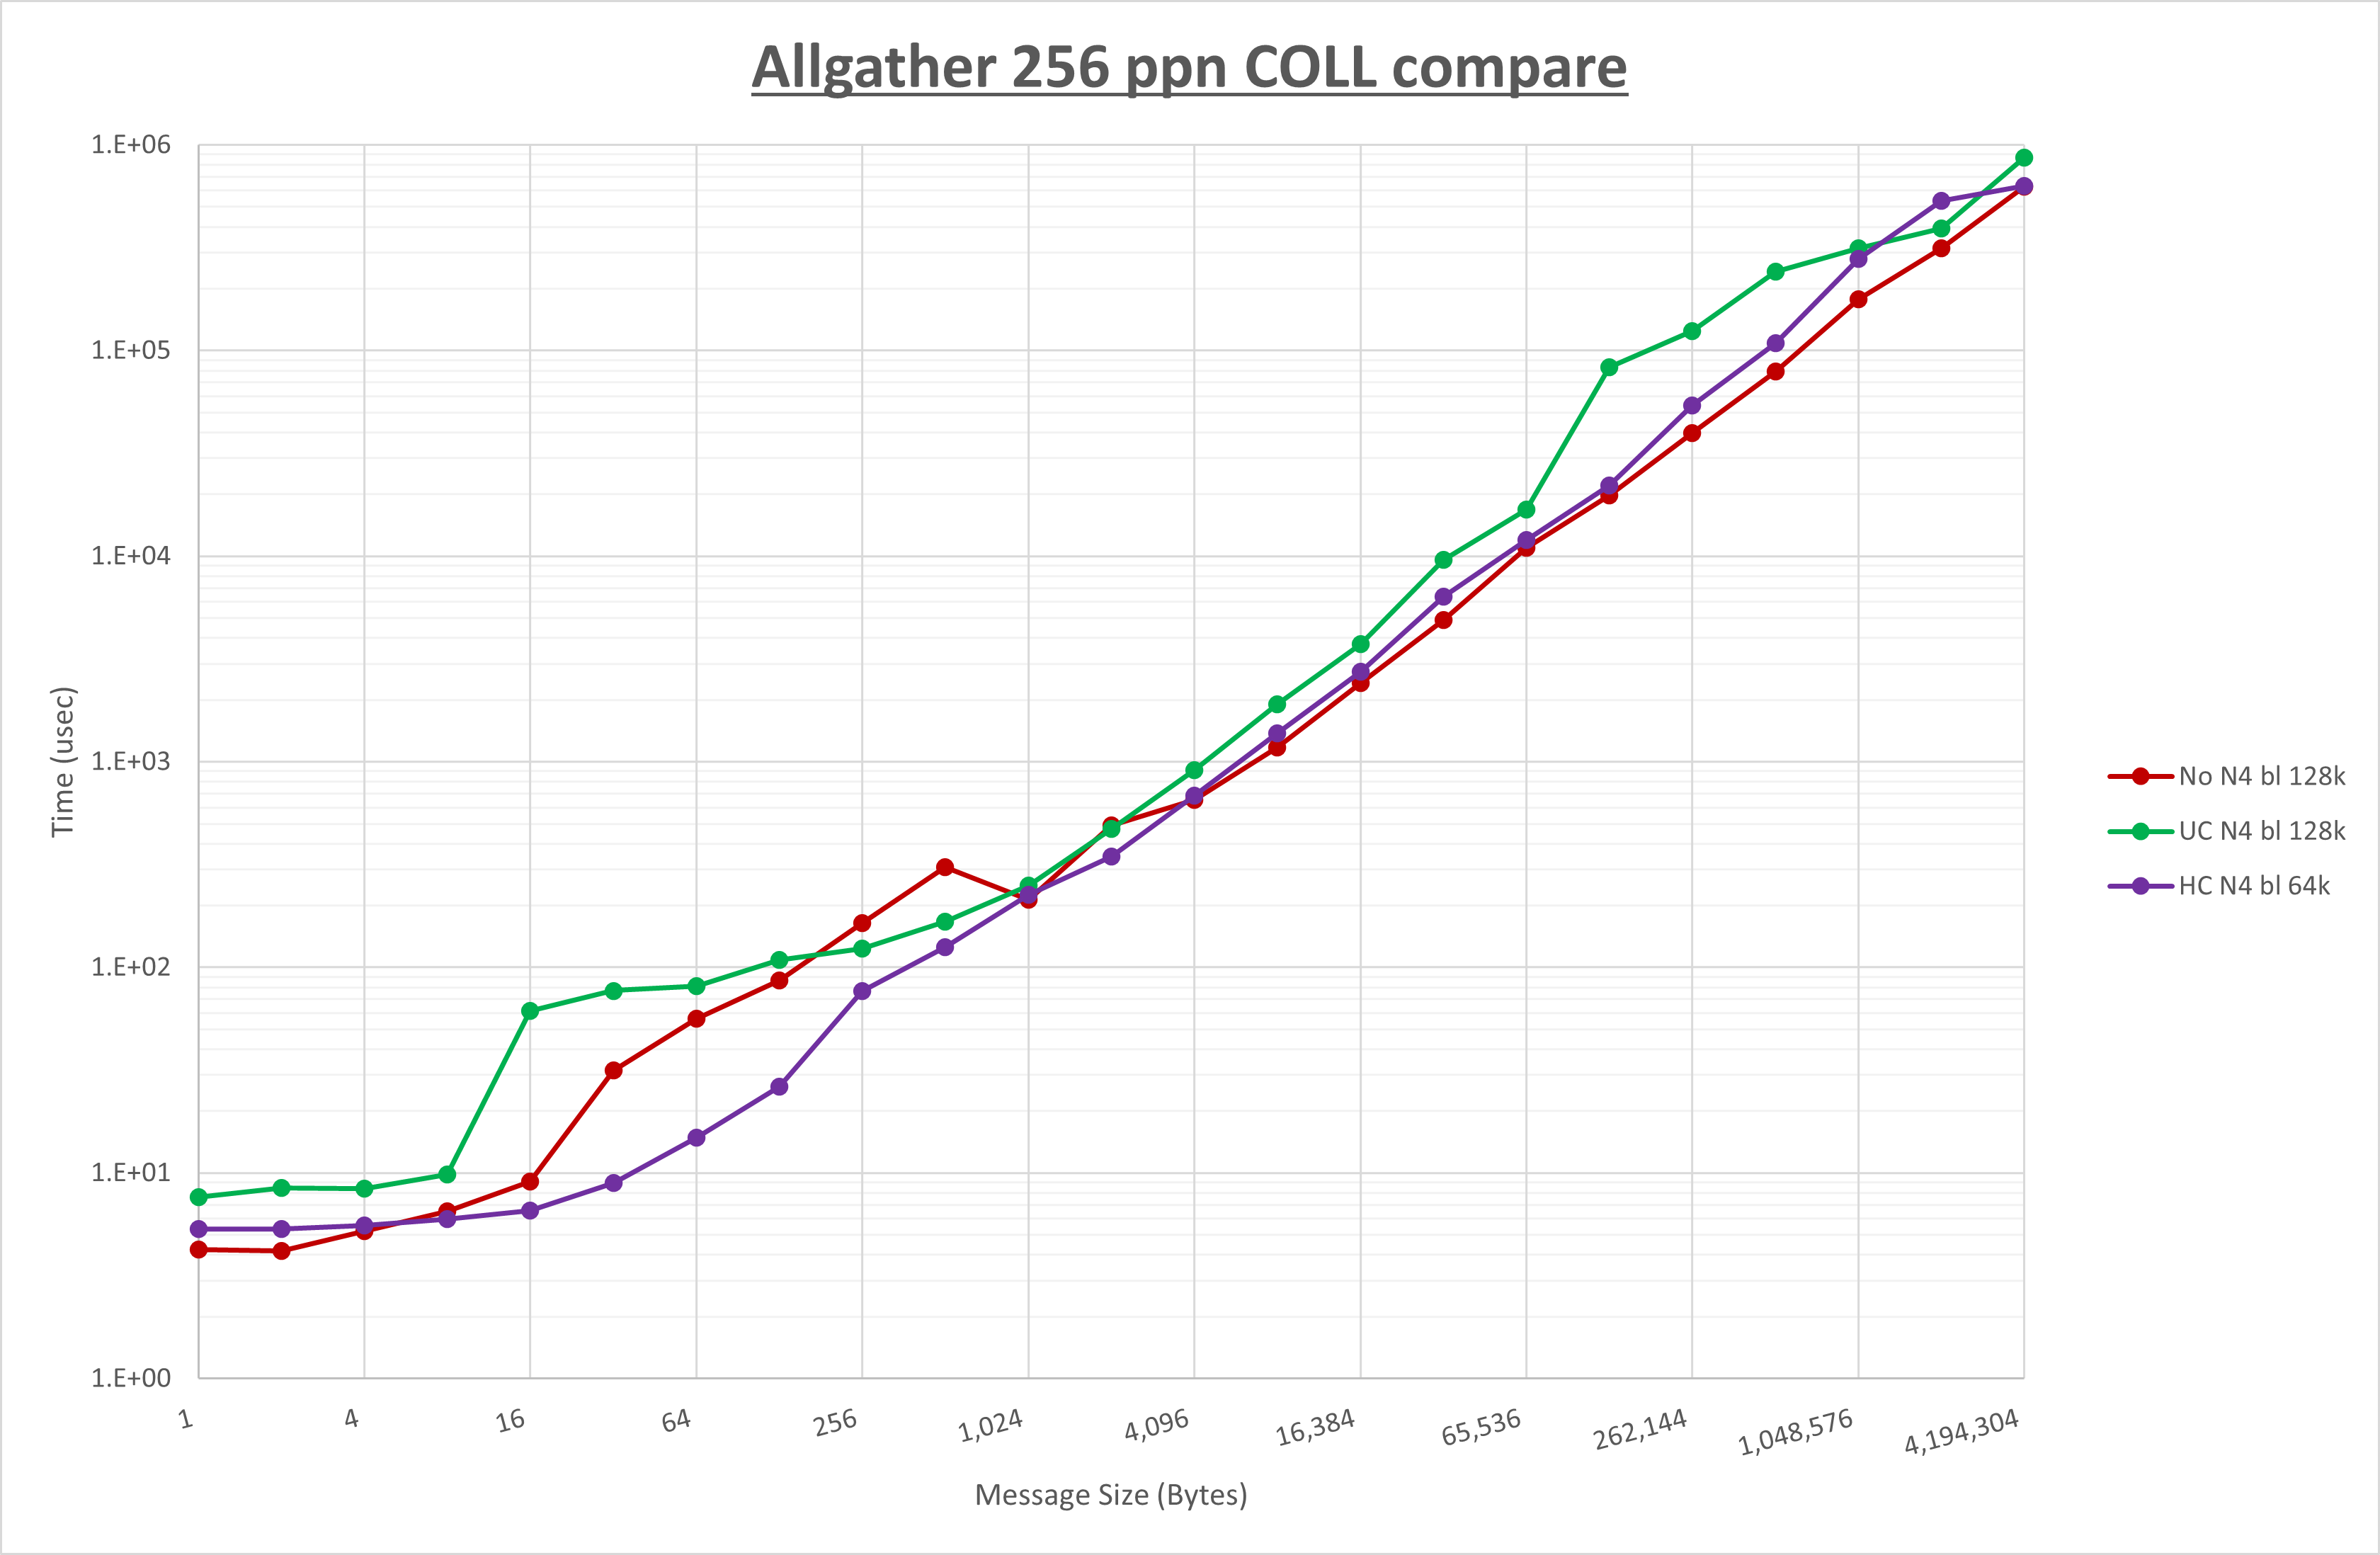 Allgather 256 ppn COLL compare
1.E+06
1.E+05
1.E+04
1.E+03
1.E+02
1.E+01
1.E+00
Time (usec)
1
4
16
64
256
1,024
4,096
16,384
65,536
262,144
1,048,576
4,194,304
Message Size (Bytes)
No N4 bl 128k
UC N4 bl 128k
HC N4 bl 64k